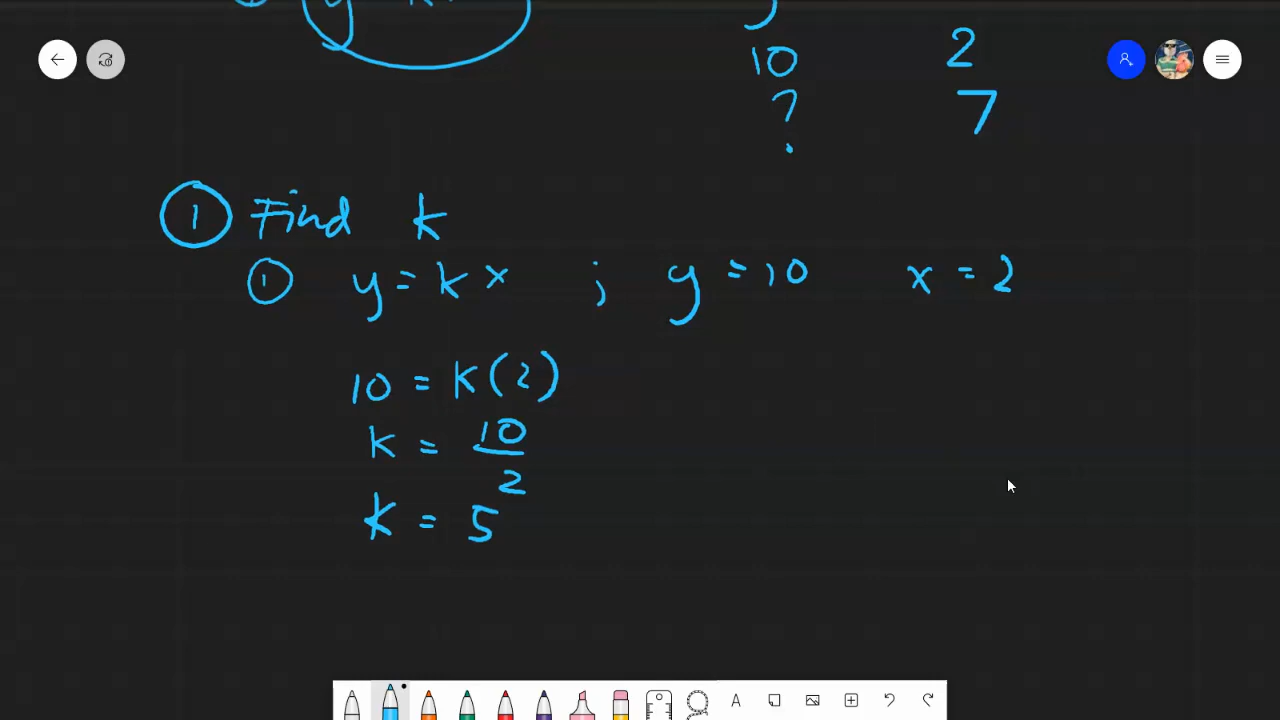 10 2
? 7
① Find k
① y = kx ; y = 10 x = 2
10 = k(2)
k = 10/2
k = 5
A